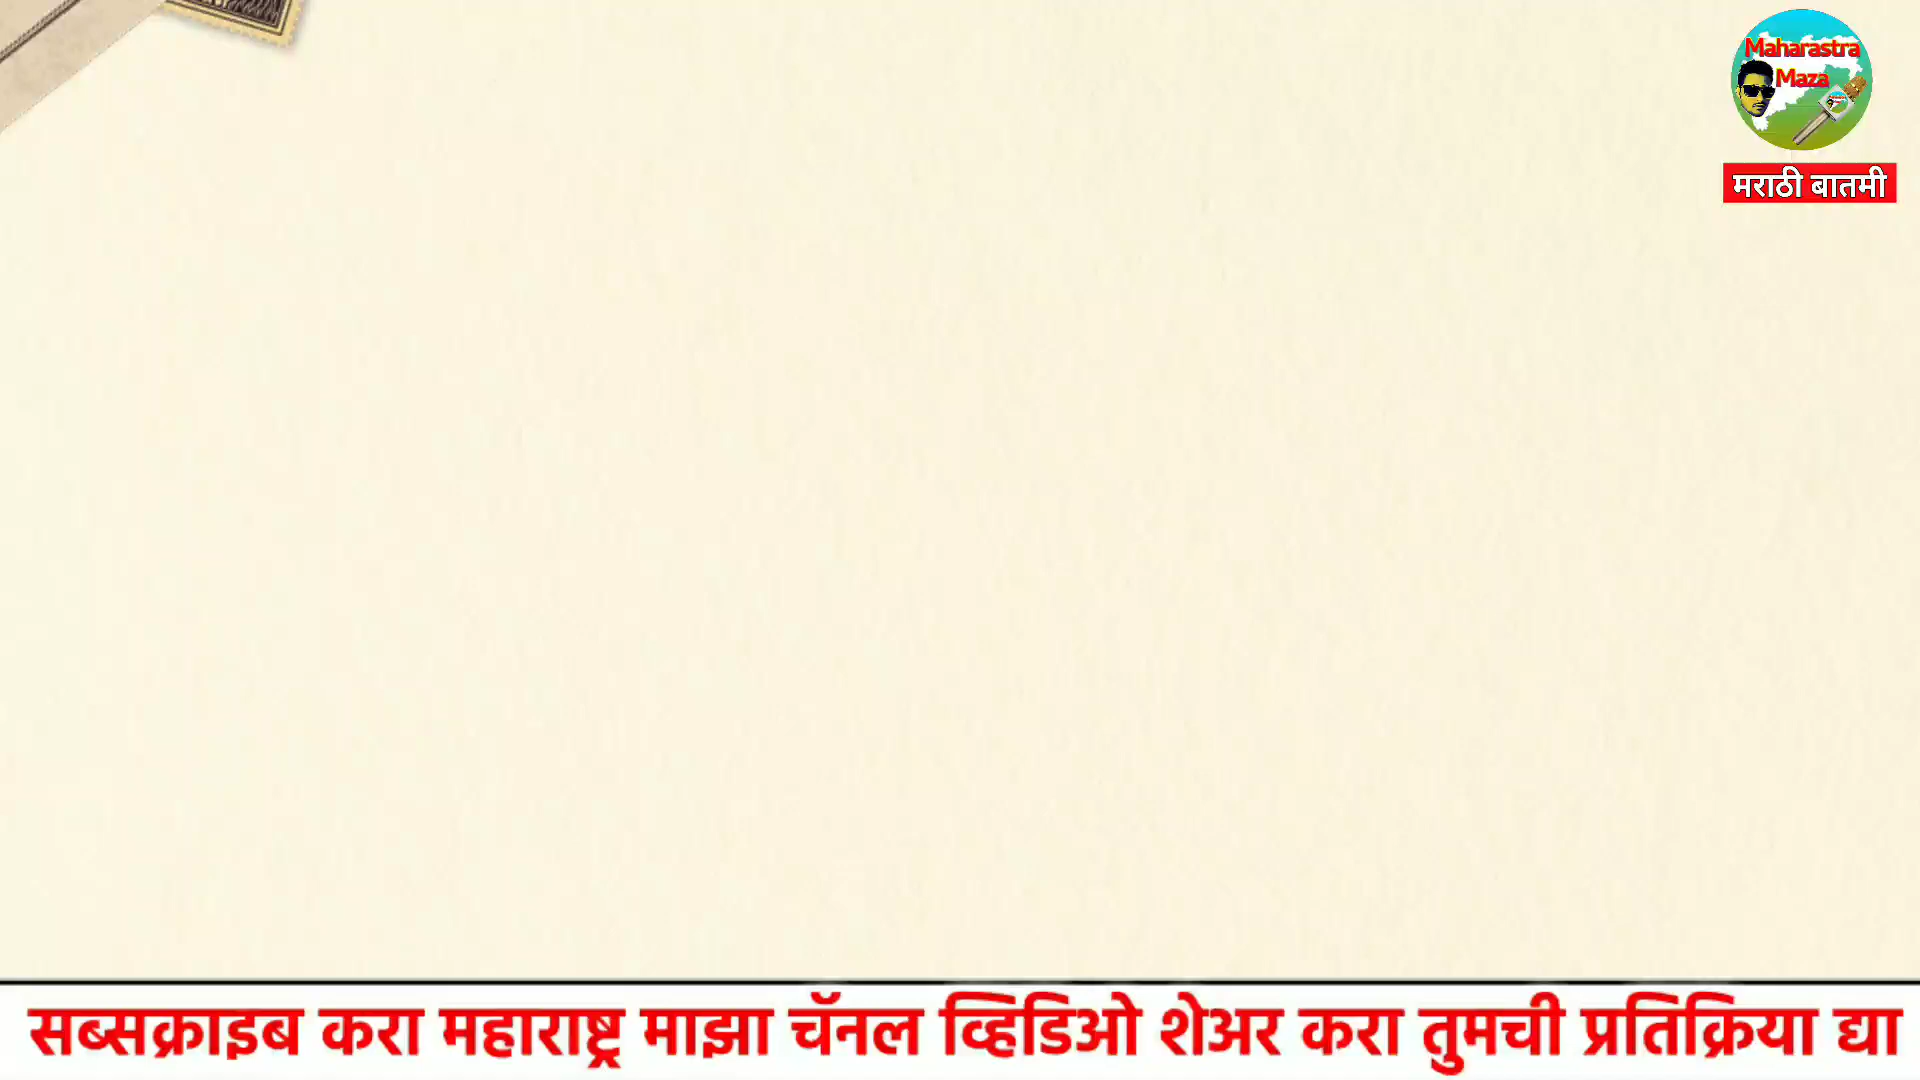 Maharastra
Maza
मराठी बातमी
सब्सक्राइब करा महाराष्ट्र माझा चॅनल व्हिडिओ शेअर करा तुमची प्रतिक्रिया द्या